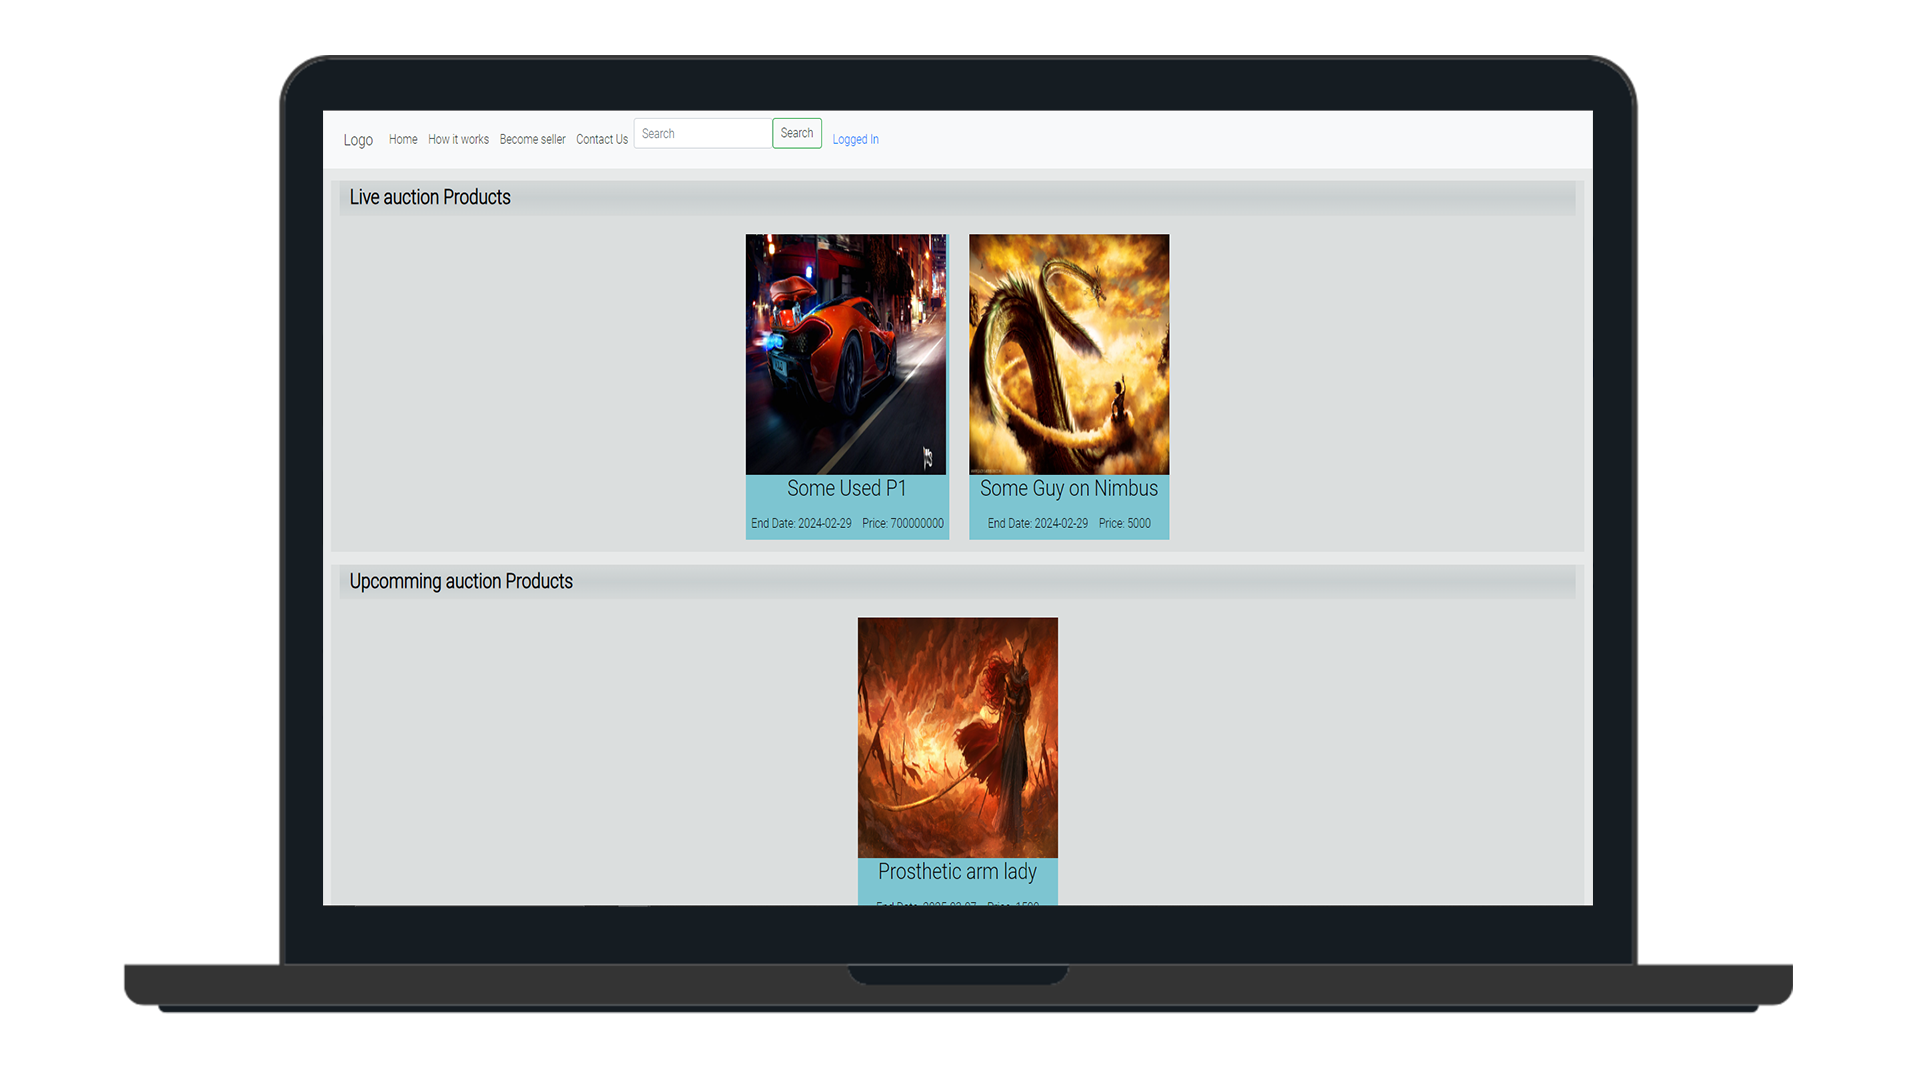 Logo Home How it works Become seller Contact Us Search Search Logged In
Live auction Products
Some Used P1
End Date: 2024-02-29 Price: 700000000
Some Guy on Nimbus
End Date: 2024-02-29 Price: 5000
Upcomming auction Products
Prosthetic arm lady